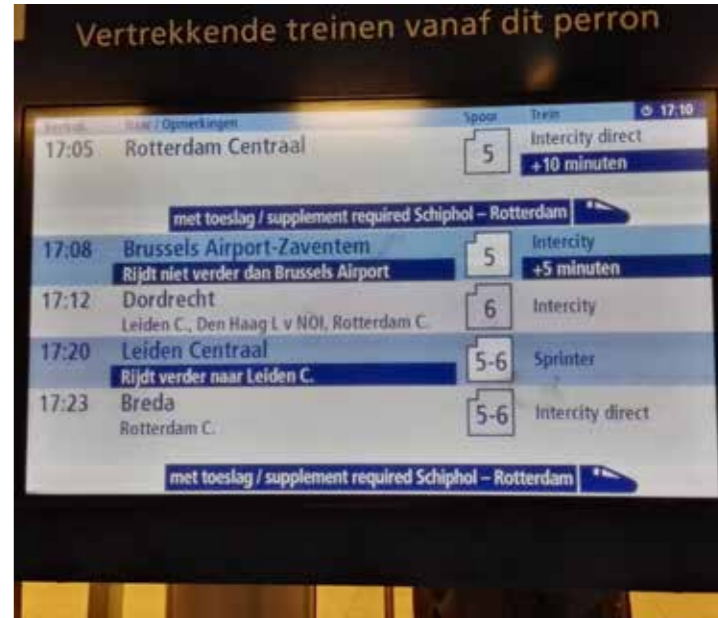 Vertrekkende treinen vanaf dit perron
Vertrek Naar / Opmerkingen Spoor Trein 17:10
17:05 Rotterdam Centraal 5 Intercity direct
+10 minuten
met toeslag / supplement required Schiphol – Rotterdam
17:08 Brussels Airport-Zaventem 5 Intercity
Rijdt niet verder dan Brussels Airport +5 minuten
17:12 Dordrecht 6 Intercity
Leiden C., Den Haag L v NOI, Rotterdam C.
17:20 Leiden Centraal 5-6 Sprinter
Rijdt verder naar Leiden C.
17:23 Breda 5-6 Intercity direct
Rotterdam C.
met toeslag / supplement required Schiphol – Rotterdam